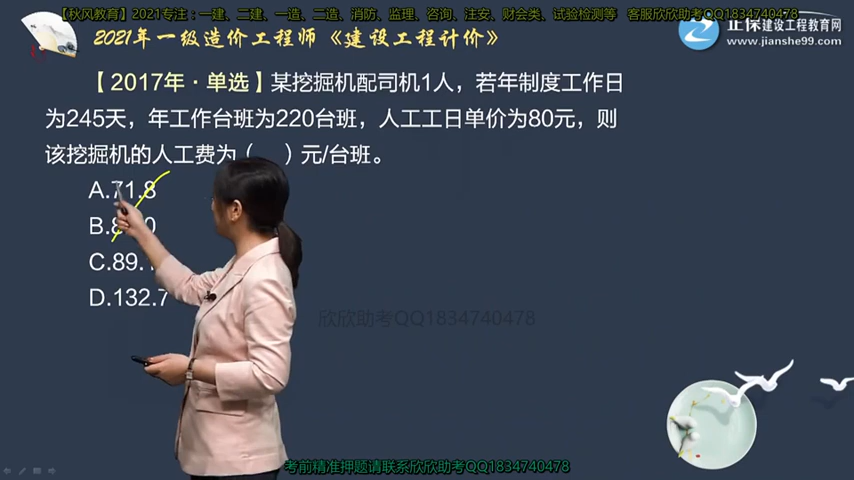 【秋风教育】2021专注：一建、二建、一造、二造、消防、监理、咨询、注安、财会类、试验检测等 客服欣欣助考QQ1834740478
2021年一级造价工程师《建设工程计价》
正保建设工程教育网
www.jianshe99.com
【2017年·单选】某挖掘机配司机1人，若年制度工作日
为245天，年工作台班为220台班，人工工日单价为80元，则
该挖掘机的人工费为（ ）元/台班。
A.71.8
B.8 0
C.89.
D.132.7
欣欣助考QQ1834740478
考前精准押题请联系欣欣助考QQ1834740478